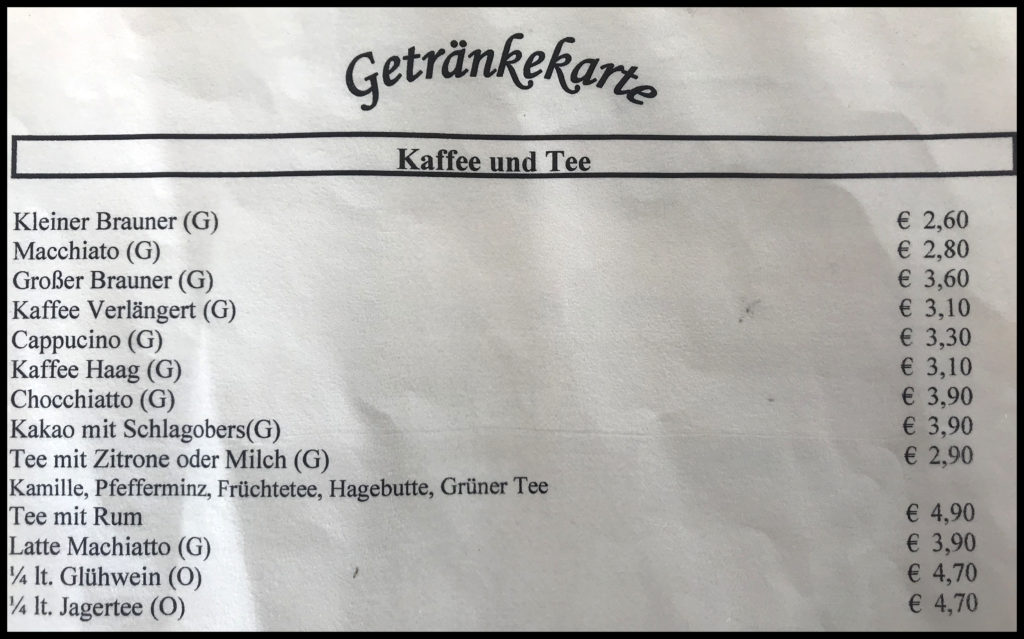 Getränkekarte
Kaffee und Tee
Kleiner Brauner (G) € 2,60
Macchiato (G) € 2,80
Großer Brauner (G) € 3,60
Kaffee Verlängert (G) € 3,10
Cappucino (G) € 3,30
Kaffee Haag (G) € 3,10
Chocchiatto (G) € 3,90
Kakao mit Schlagobers(G) € 3,90
Tee mit Zitrone oder Milch (G) € 2,90
Kamille, Pfefferminz, Früchtetee, Hagebutte, Grüner Tee
Tee mit Rum € 4,90
Latte Machiatto (G) € 3,90
¼ lt. Glühwein (O) € 4,70
¼ lt. Jagertee (O) € 4,70